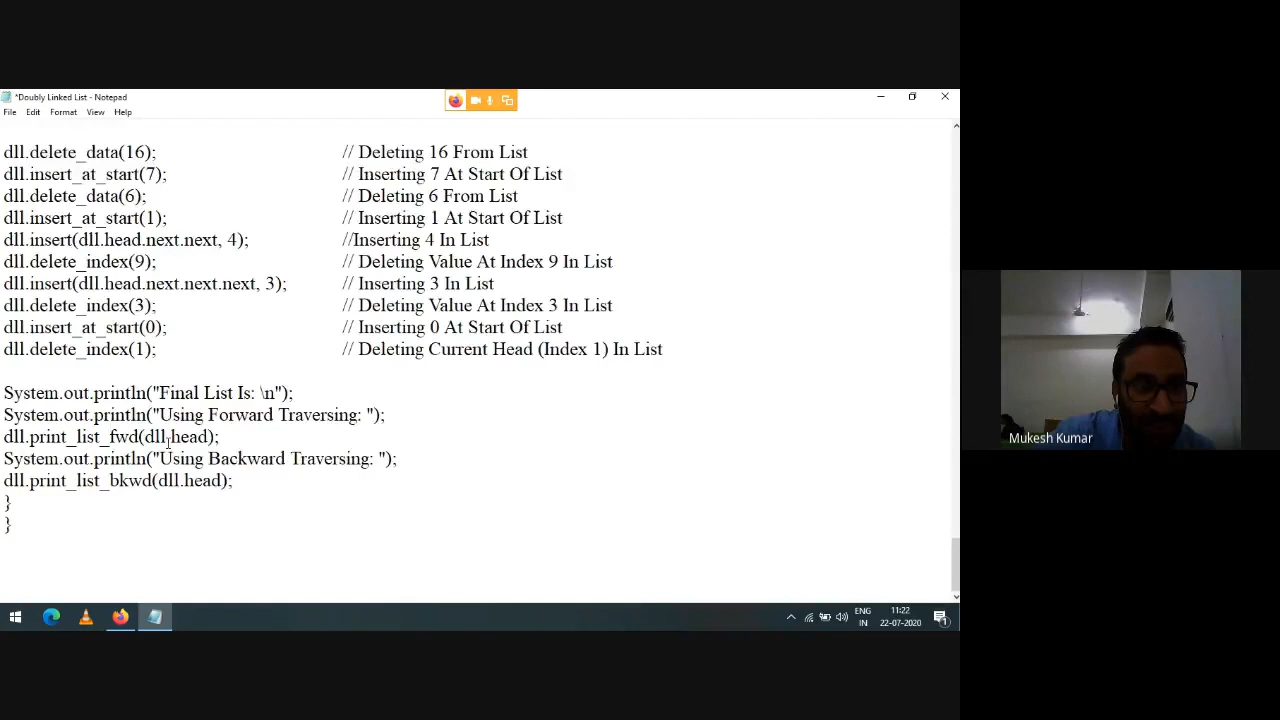 *Doubly Linked List - Notepad
File Edit Format View Help
dll.delete_data(16); // Deleting 16 From List
dll.insert_at_start(7); // Inserting 7 At Start Of List
dll.delete_data(6); // Deleting 6 From List
dll.insert_at_start(1); // Inserting 1 At Start Of List
dll.insert(dll.head.next.next, 4); //Inserting 4 In List
dll.delete_index(9); // Deleting Value At Index 9 In List
dll.insert(dll.head.next.next.next, 3); // Inserting 3 In List
dll.delete_index(3); // Deleting Value At Index 3 In List
dll.insert_at_start(0); // Inserting 0 At Start Of List
dll.delete_index(1); // Deleting Current Head (Index 1) In List
System.out.println("Final List Is: \n");
System.out.println("Using Forward Traversing: ");
dll.print_list_fwd(dll.head);
System.out.println("Using Backward Traversing: ");
dll.print_list_bkwd(dll.head);
}
}
Mukesh Kumar
ENG 11:22
IN 22-07-2020
1